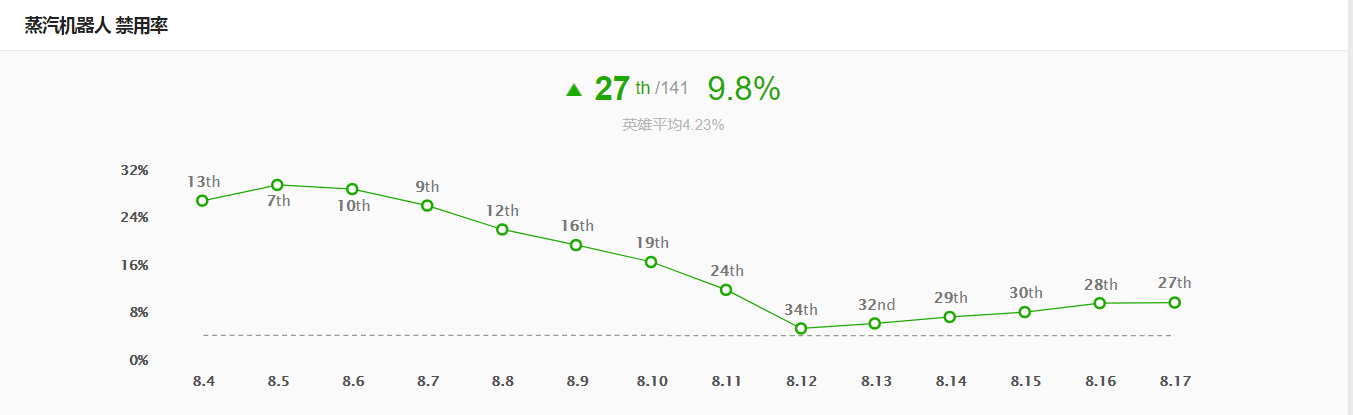 蒸汽机器人 禁用率
▲ 27 th /141 9.8%
英雄平均4.23%
32%
24%
16%
8%
0%
13th
7th
10th
9th
12th
16th
19th
24th
34th
32nd
29th
30th
28th
27th
8.4 8.5 8.6 8.7 8.8 8.9 8.10 8.11 8.12 8.13 8.14 8.15 8.16 8.17